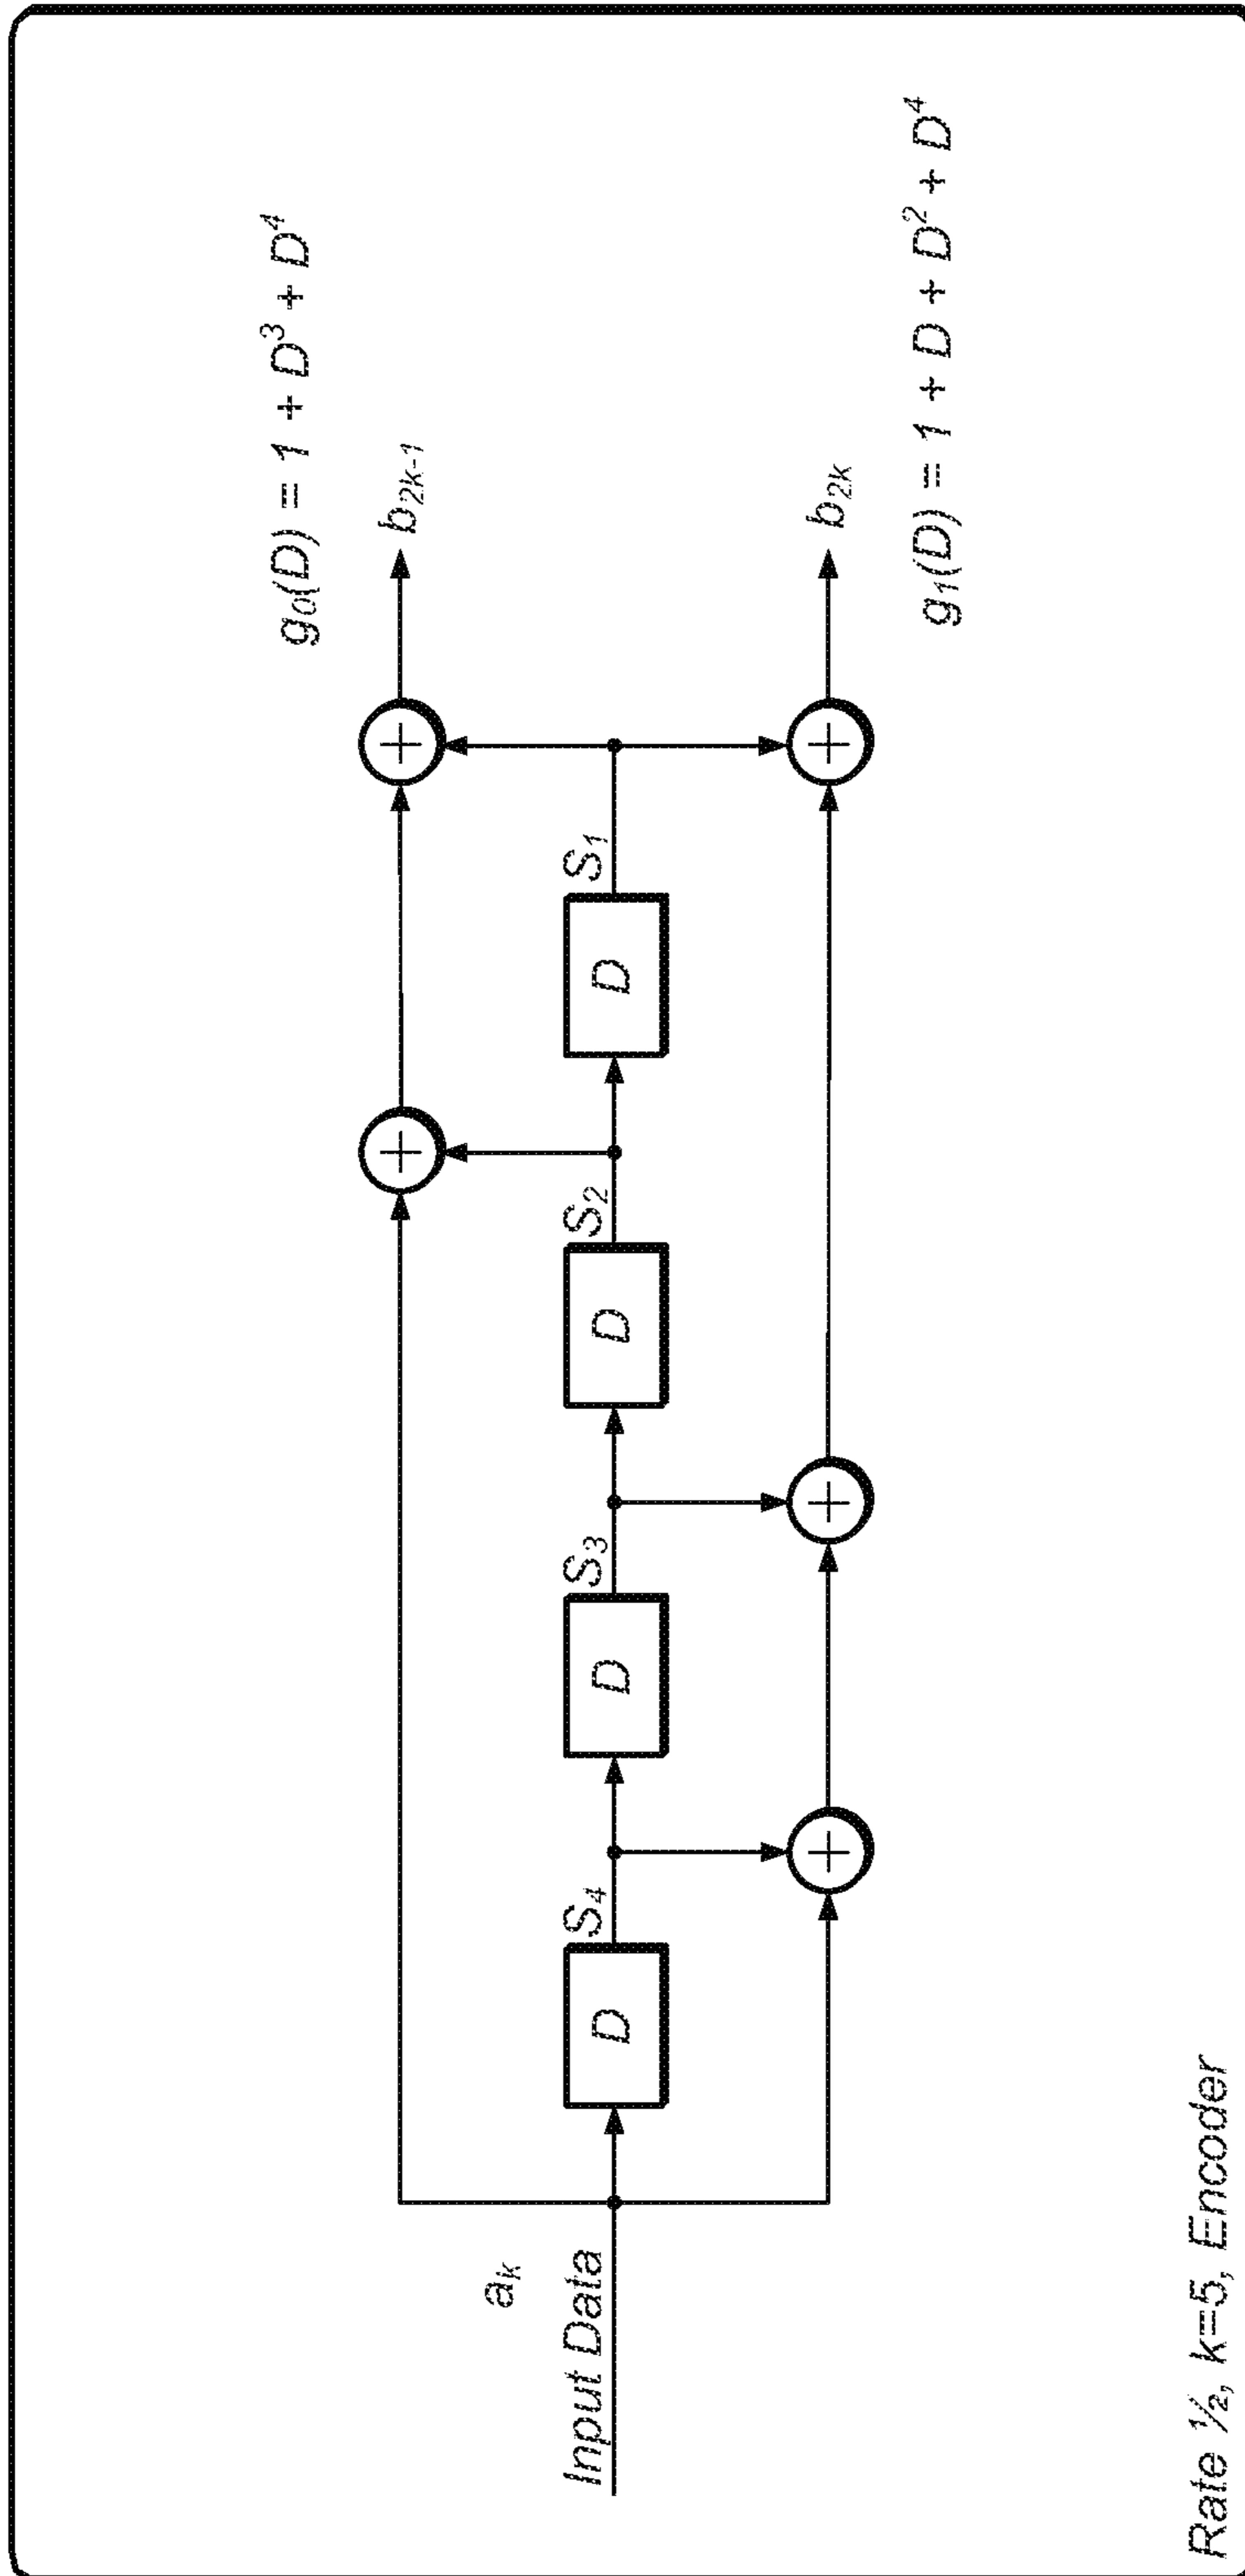 g₀(D) = 1 + D³ + D⁴
b₂ₖ₋₁
aₖ
Input Data
D
S₄
D
S₃
D
S₂
D
S₁
b₂ₖ
g₁(D) = 1 + D + D² + D⁴
Rate ½, k=5, Encoder